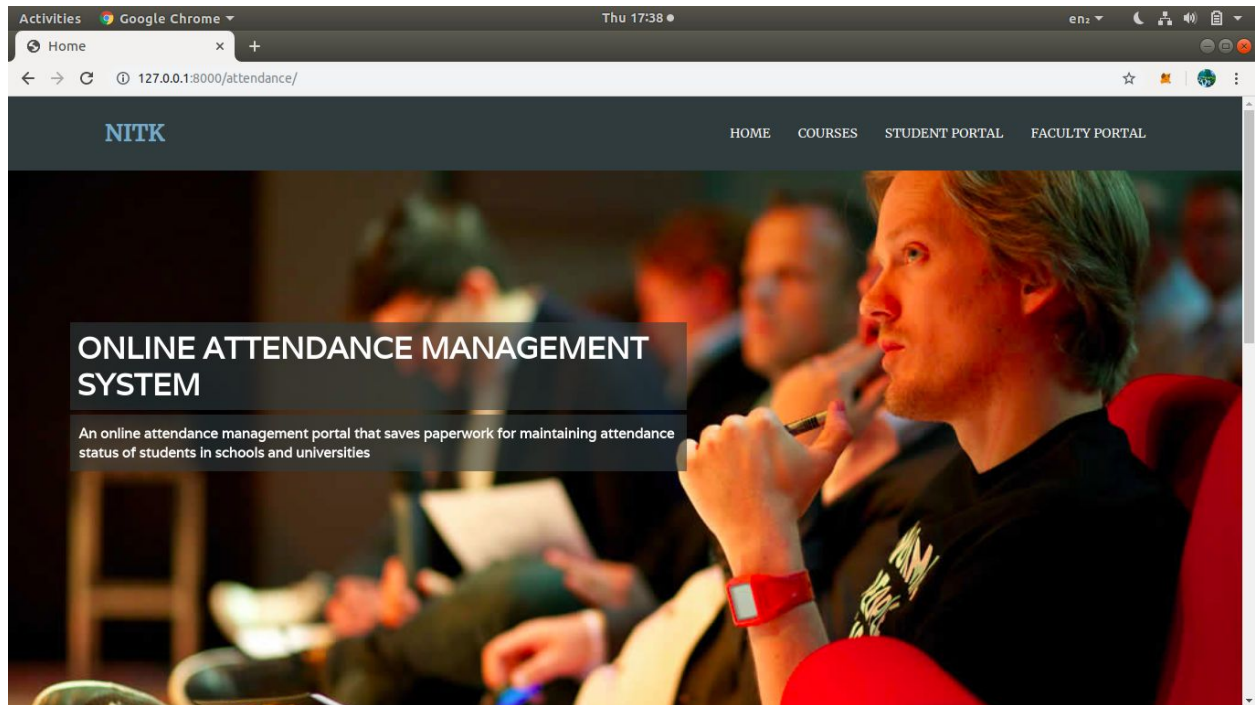 Activities Google Chrome Thu 17:38 en₂
Home
127.0.0.1:8000/attendance/
NITK HOME COURSES STUDENT PORTAL FACULTY PORTAL
ONLINE ATTENDANCE MANAGEMENT
SYSTEM
An online attendance management portal that saves paperwork for maintaining attendance
status of students in schools and universities